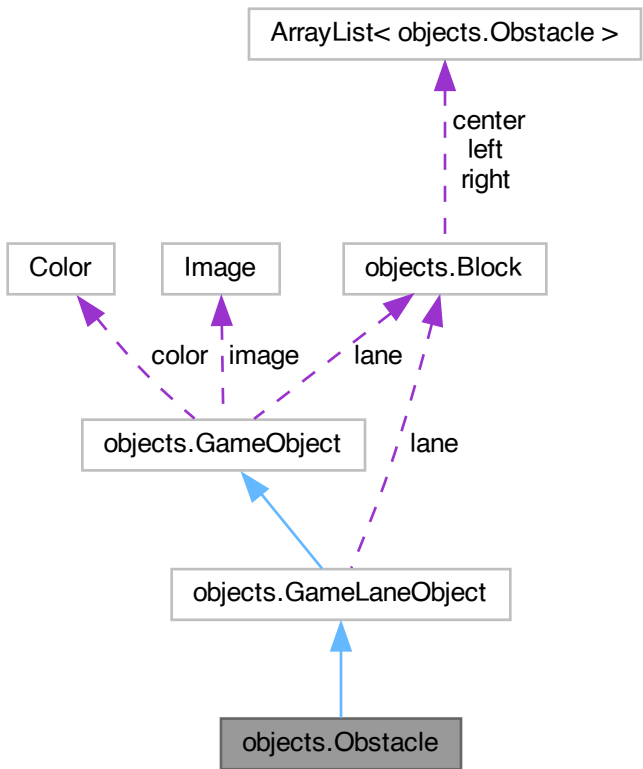 ArrayList< objects.Obstacle >
center
left
right
Color
Image
objects.Block
color
image
lane
objects.GameObject
lane
objects.GameLaneObject
objects.Obstacle